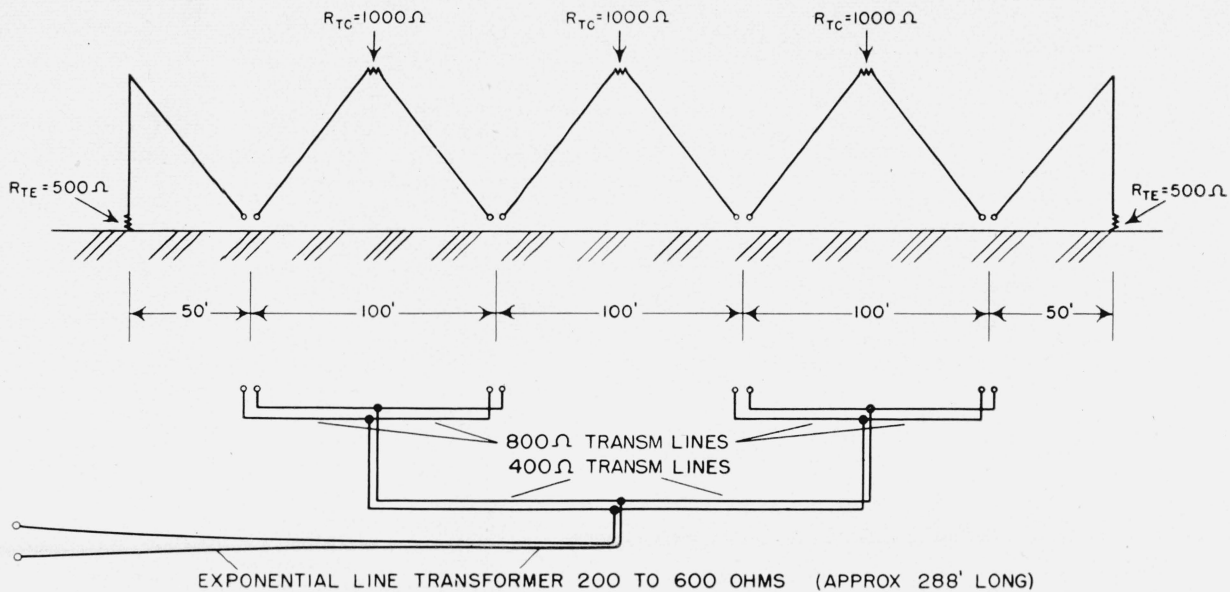 R_TC=1000Ω
R_TC=1000Ω
R_TC=1000Ω
R_TE=500Ω
R_TE=500Ω
50'
100'
100'
100'
50'
800Ω TRANSM LINES
400Ω TRANSM LINES
EXPONENTIAL LINE TRANSFORMER 200 TO 600 OHMS (APPROX 288' LONG)